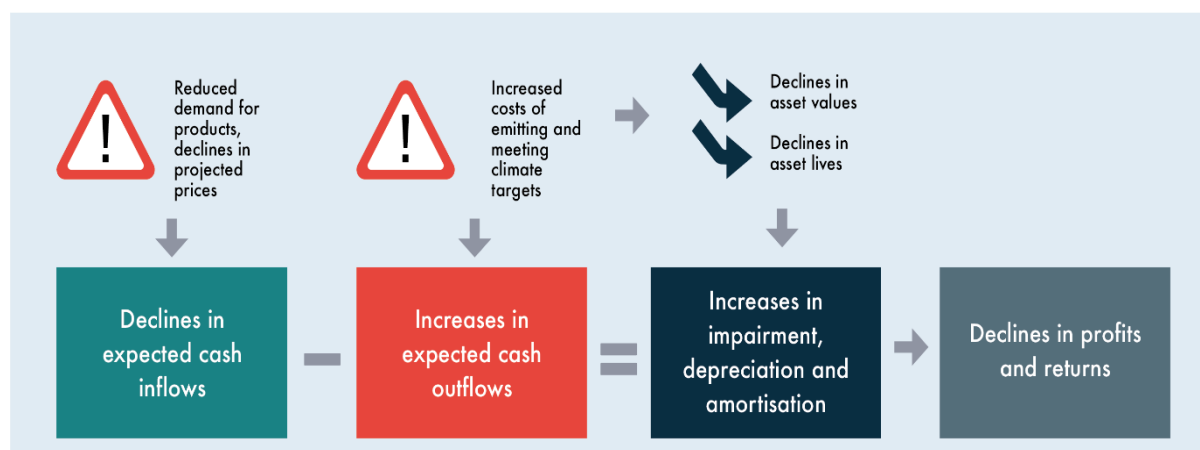 !
Reduced
demand for
products,
declines in
projected
prices
!
Increased
costs of
emitting and
meeting
climate
targets
Declines in
asset values
Declines in
asset lives
Declines in
expected cash
inflows
Increases in
expected cash
outflows
Increases in
impairment,
depreciation and
amortisation
Declines in profits
and returns